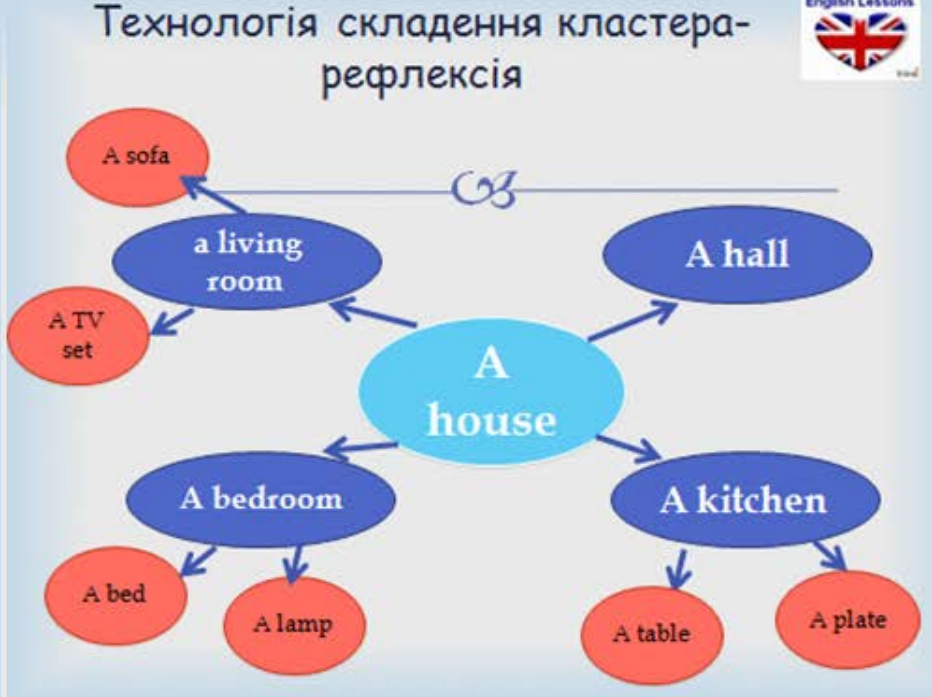 Технологія складення кластера-
рефлексія
English Lessons
A sofa
a living
room
A hall
A TV
set
A
house
A bedroom
A kitchen
A bed
A lamp
A table
A plate